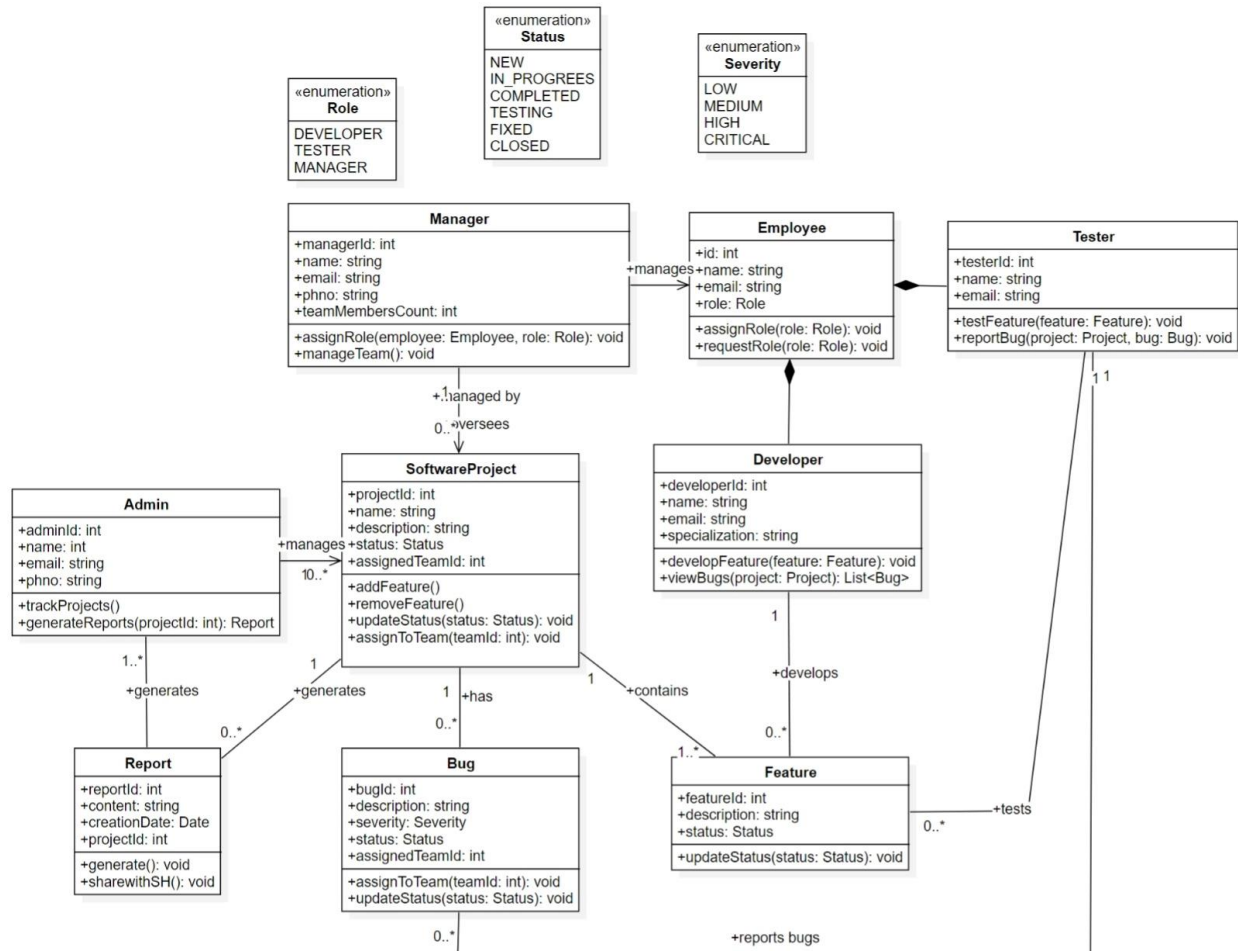 «enumeration»
Status
NEW
IN_PROGREES
COMPLETED
TESTING
FIXED
CLOSED
«enumeration»
Severity
LOW
MEDIUM
HIGH
CRITICAL
«enumeration»
Role
DEVELOPER
TESTER
MANAGER
Manager
+managerId: int
+name: string
+email: string
+phno: string
+teamMembersCount: int
+assignRole(employee: Employee, role: Role): void
+manageTeam(): void
+manages
Employee
+id: int
+name: string
+email: string
+role: Role
+assignRole(role: Role): void
+requestRole(role: Role): void
Tester
+testerId: int
+name: string
+email: string
+testFeature(feature: Feature): void
+reportBug(project: Project, bug: Bug): void
1
1
1
managed by
0..*
oversees
SoftwareProject
+projectId: int
+name: string
+description: string
+status: Status
+assignedTeamId: int
+addFeature()
+removeFeature()
+updateStatus(status: Status): void
+assignToTeam(teamId: int): void
Developer
+developerId: int
+name: string
+email: string
+specialization: string
+developFeature(feature: Feature): void
+viewBugs(project: Project): List<Bug>
Admin
+adminId: int
+name: int
+email: string
+phno: string
+trackProjects()
+generateReports(projectId: int): Report
+manages
1
0..*
1..*
+generates
1
+generates
0..*
1
+has
0..*
1
+contains
1..*
1
+develops
0..*
Report
+reportId: int
+content: string
+creationDate: Date
+projectId: int
+generate(): void
+sharewithSH(): void
Bug
+bugId: int
+description: string
+severity: Severity
+status: Status
+assignedTeamId: int
+assignToTeam(teamId: int): void
+updateStatus(status: Status): void
Feature
+featureId: int
+description: string
+status: Status
+updateStatus(status: Status): void
+tests
0..*
0..*
+reports bugs